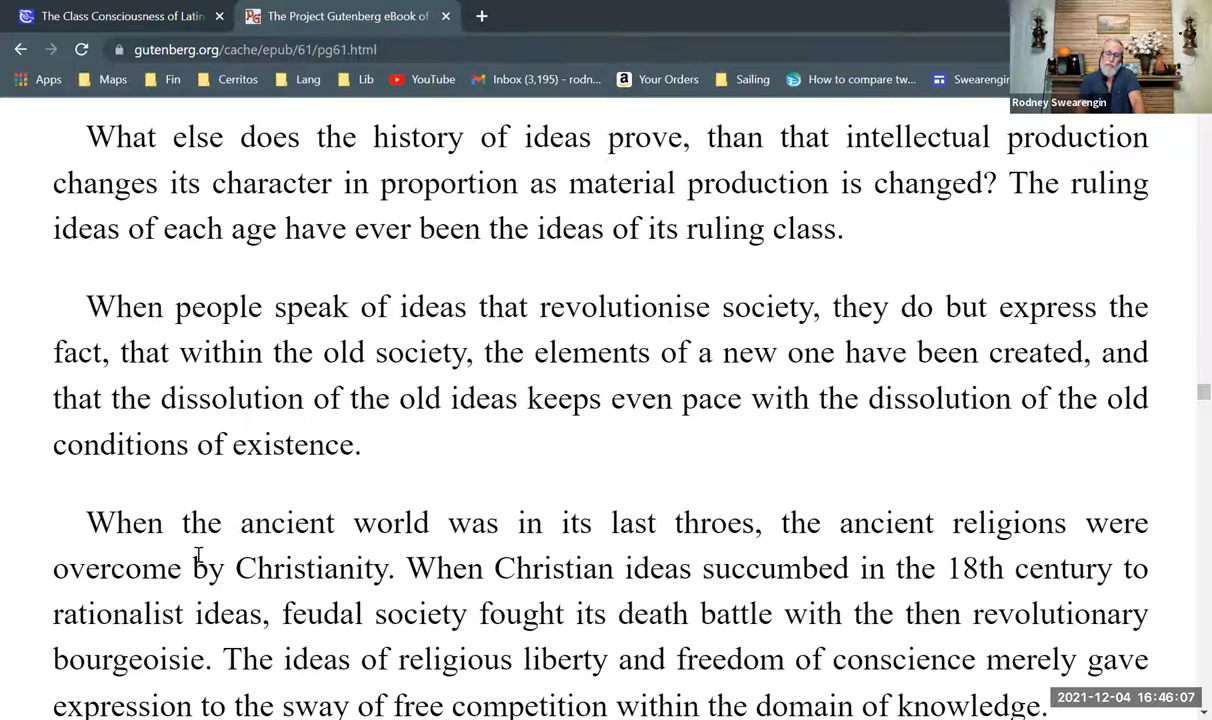 The Class Consciousness of Latin
The Project Gutenberg eBook of
gutenberg.org/cache/epub/61/pg61.html
Apps Maps Fin Cerritos Lang Lib YouTube Inbox (3,195) - rodn... Your Orders Sailing How to compare tw... Swearengin
Rodney Swearengin
What else does the history of ideas prove, than that intellectual production
changes its character in proportion as material production is changed? The ruling
ideas of each age have ever been the ideas of its ruling class.
When people speak of ideas that revolutionise society, they do but express the
fact, that within the old society, the elements of a new one have been created, and
that the dissolution of the old ideas keeps even pace with the dissolution of the old
conditions of existence.
When the ancient world was in its last throes, the ancient religions were
overcome by Christianity. When Christian ideas succumbed in the 18th century to
rationalist ideas, feudal society fought its death battle with the then revolutionary
bourgeoisie. The ideas of religious liberty and freedom of conscience merely gave
expression to the sway of free competition within the domain of knowledge.
2021-12-04 16:46:07